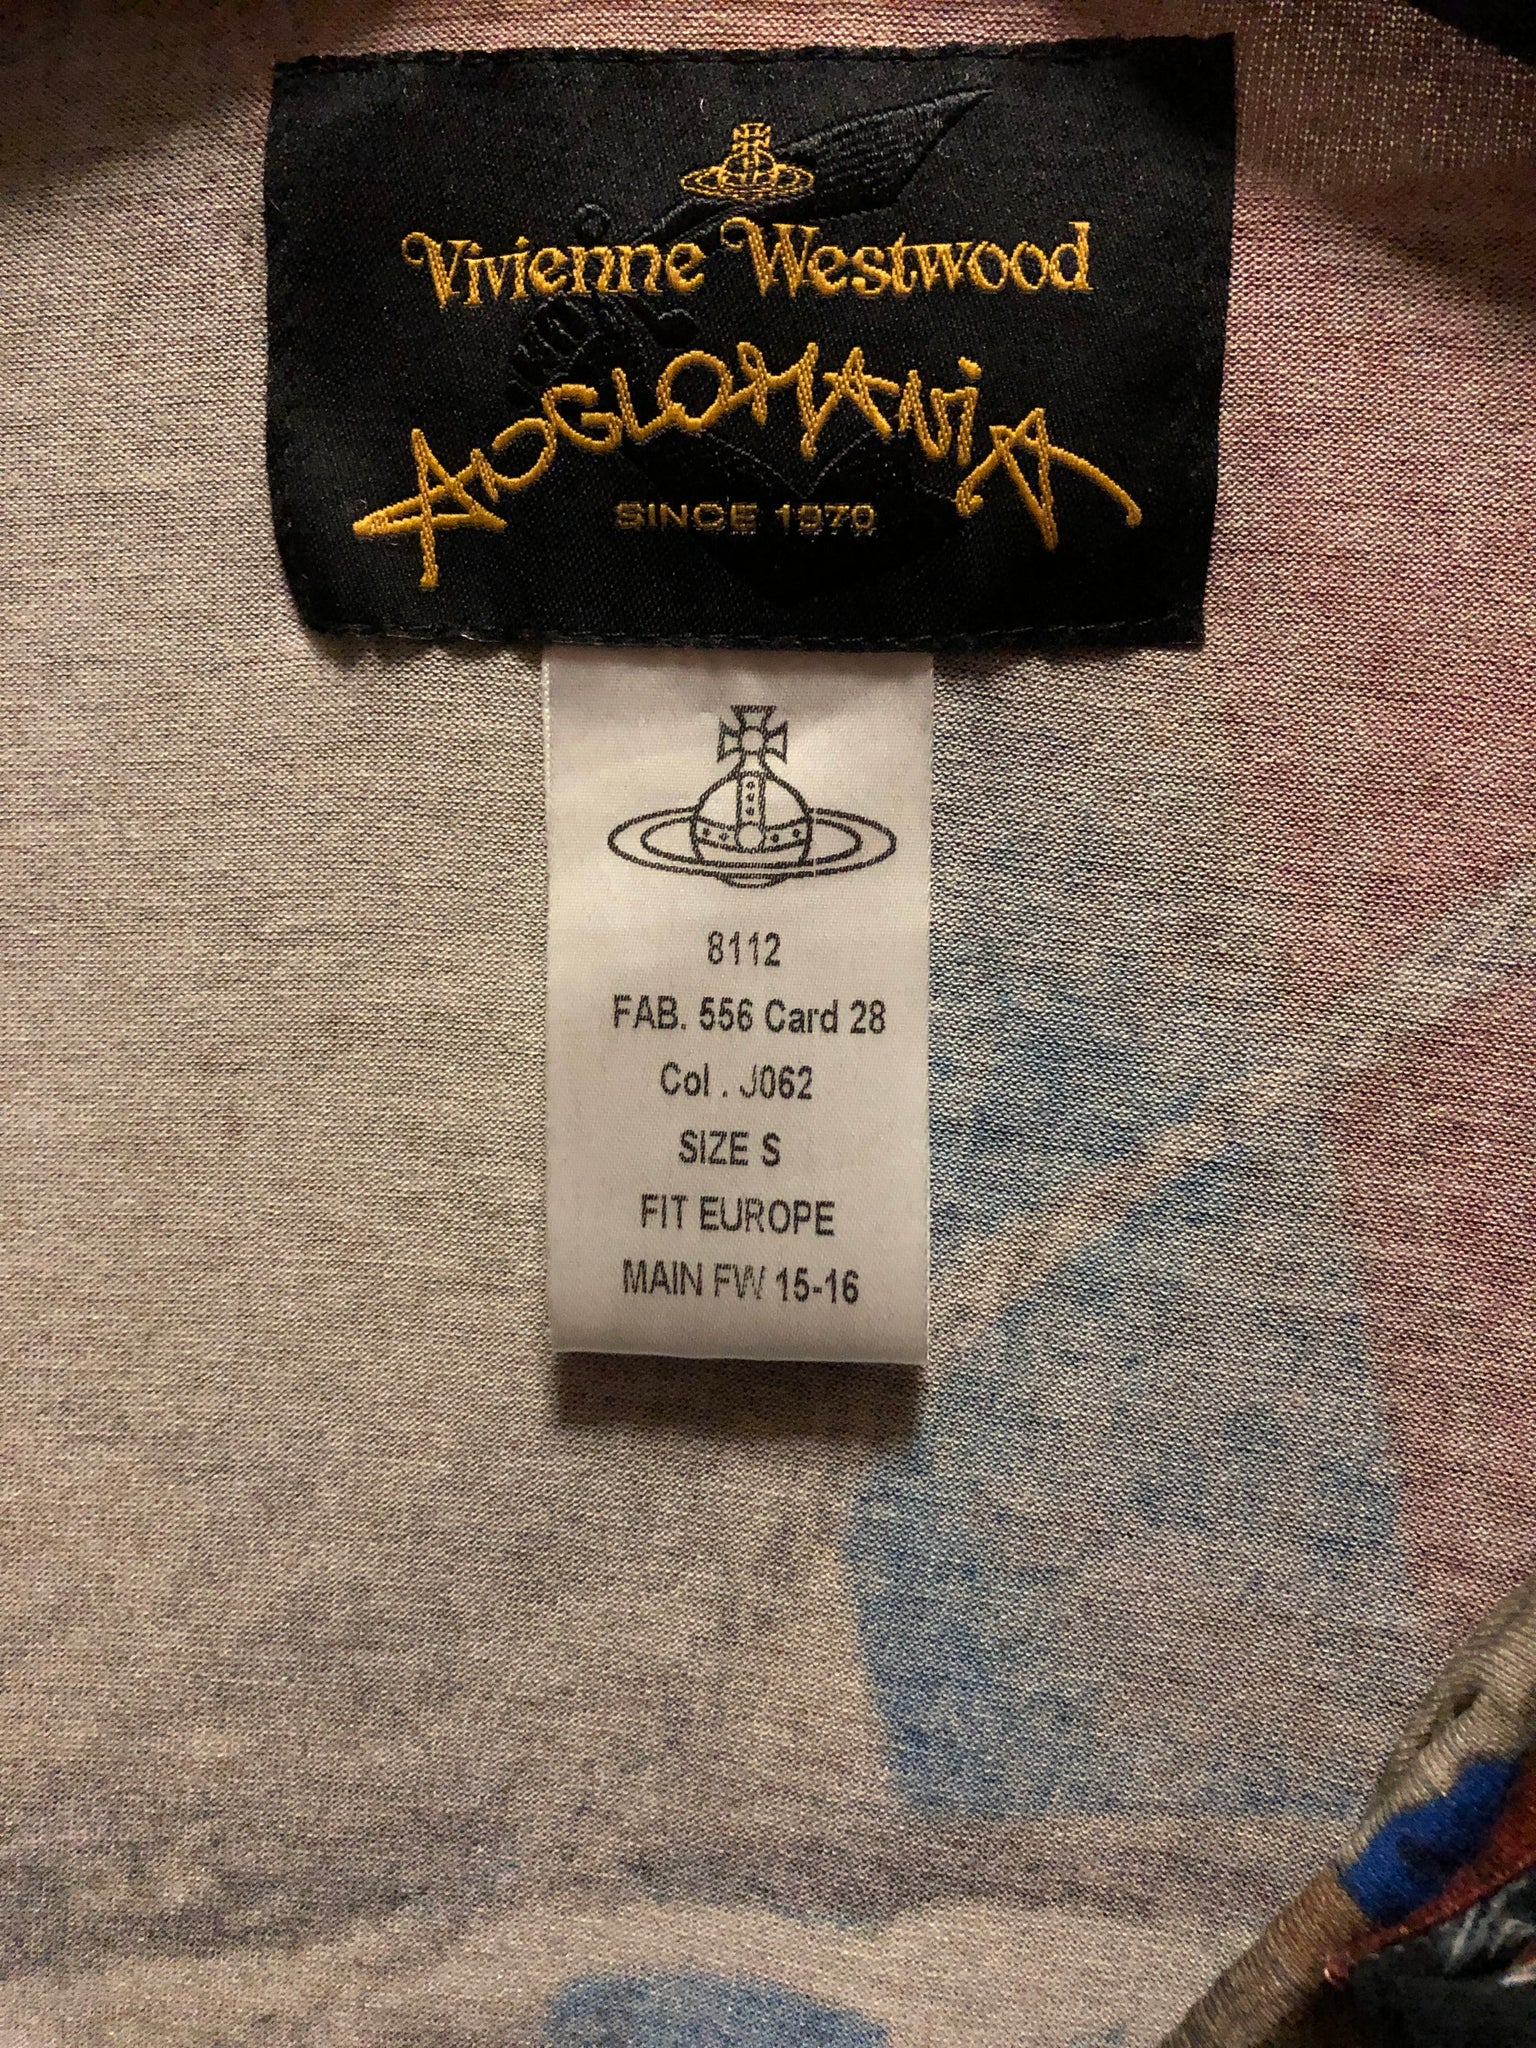 Vivienne Westwood
ANGLOMANiA
SINCE 1970
8112
FAB. 556 Card 28
Col . J062
SIZE S
FIT EUROPE
MAIN FW 15-16